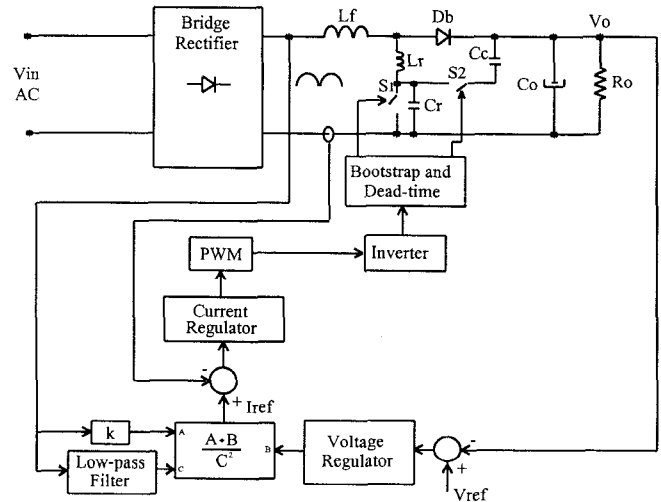 Bridge
Rectifier
Vin
AC
Lf
Db
Vo
Lr
Cc
S1
S2
Cr
Co
Ro
Bootstrap and
Dead-time
PWM
Inverter
Current
Regulator
-
+
Iref
k
A
A•B
C²
B
C
Low-pass
Filter
Voltage
Regulator
-
+
Vref